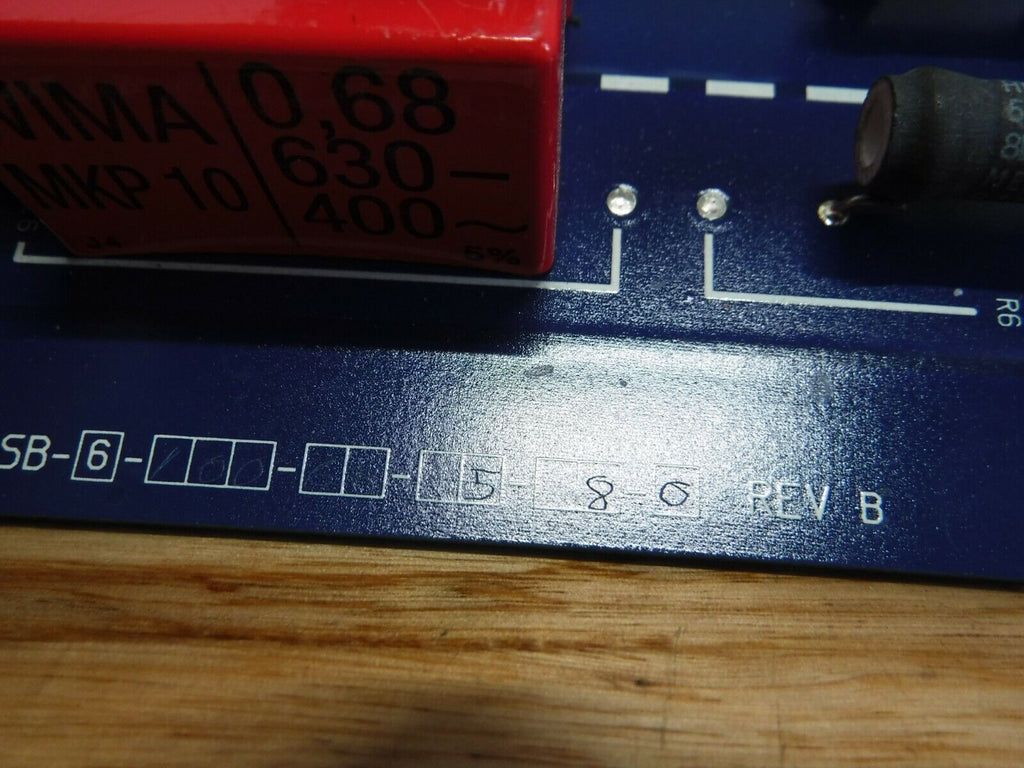 WIMA 0,68
MKP 10 630–
400~
5%
R6
SB-6- - - 5- 8-0 REV B